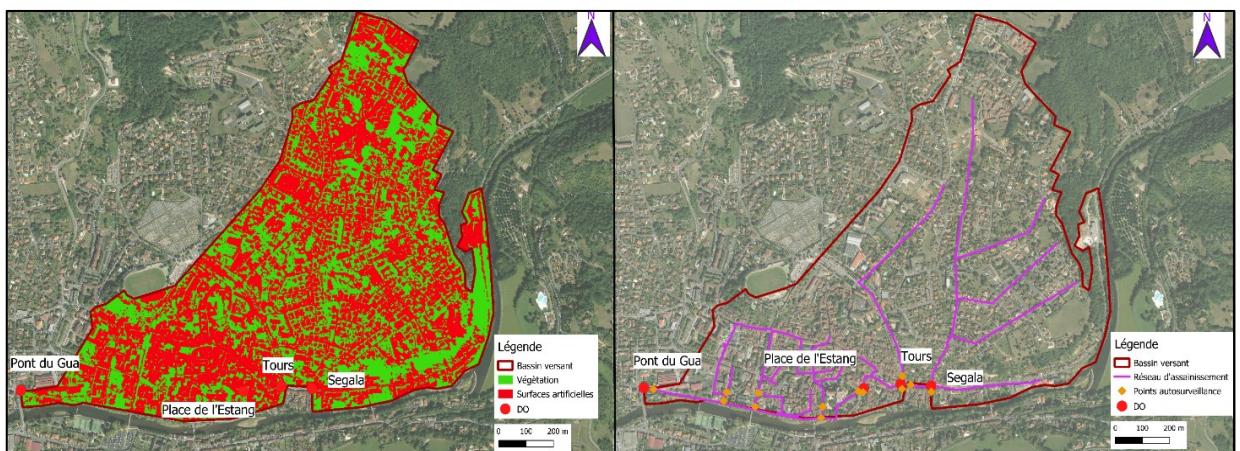 N
Pont du Gua
Tours
Segala
Place de l'Estang
Légende
Bassin versant
Végétation
Surfaces artificielles
DO
0 100 200 m
N
Pont du Gua
Place de l'Estang
Tours
Segala
Légende
Bassin versant
Réseau d'assainissement
Points autosurveillance
DO
0 100 200 m